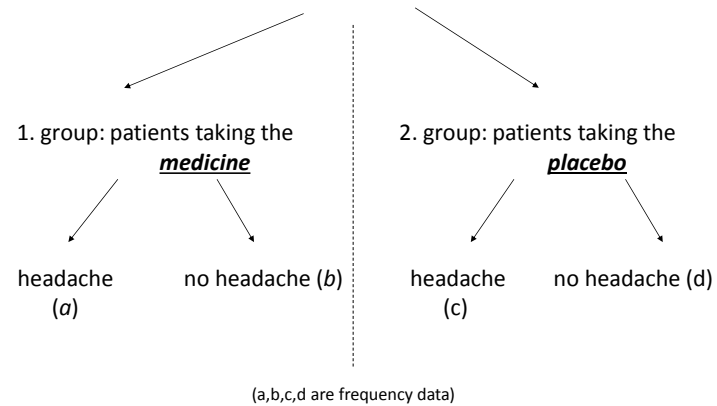 1. group: patients taking the
medicine
headache
(a)
no headache (b)
2. group: patients taking the
placebo
headache
(c)
no headache (d)
(a,b,c,d are frequency data)